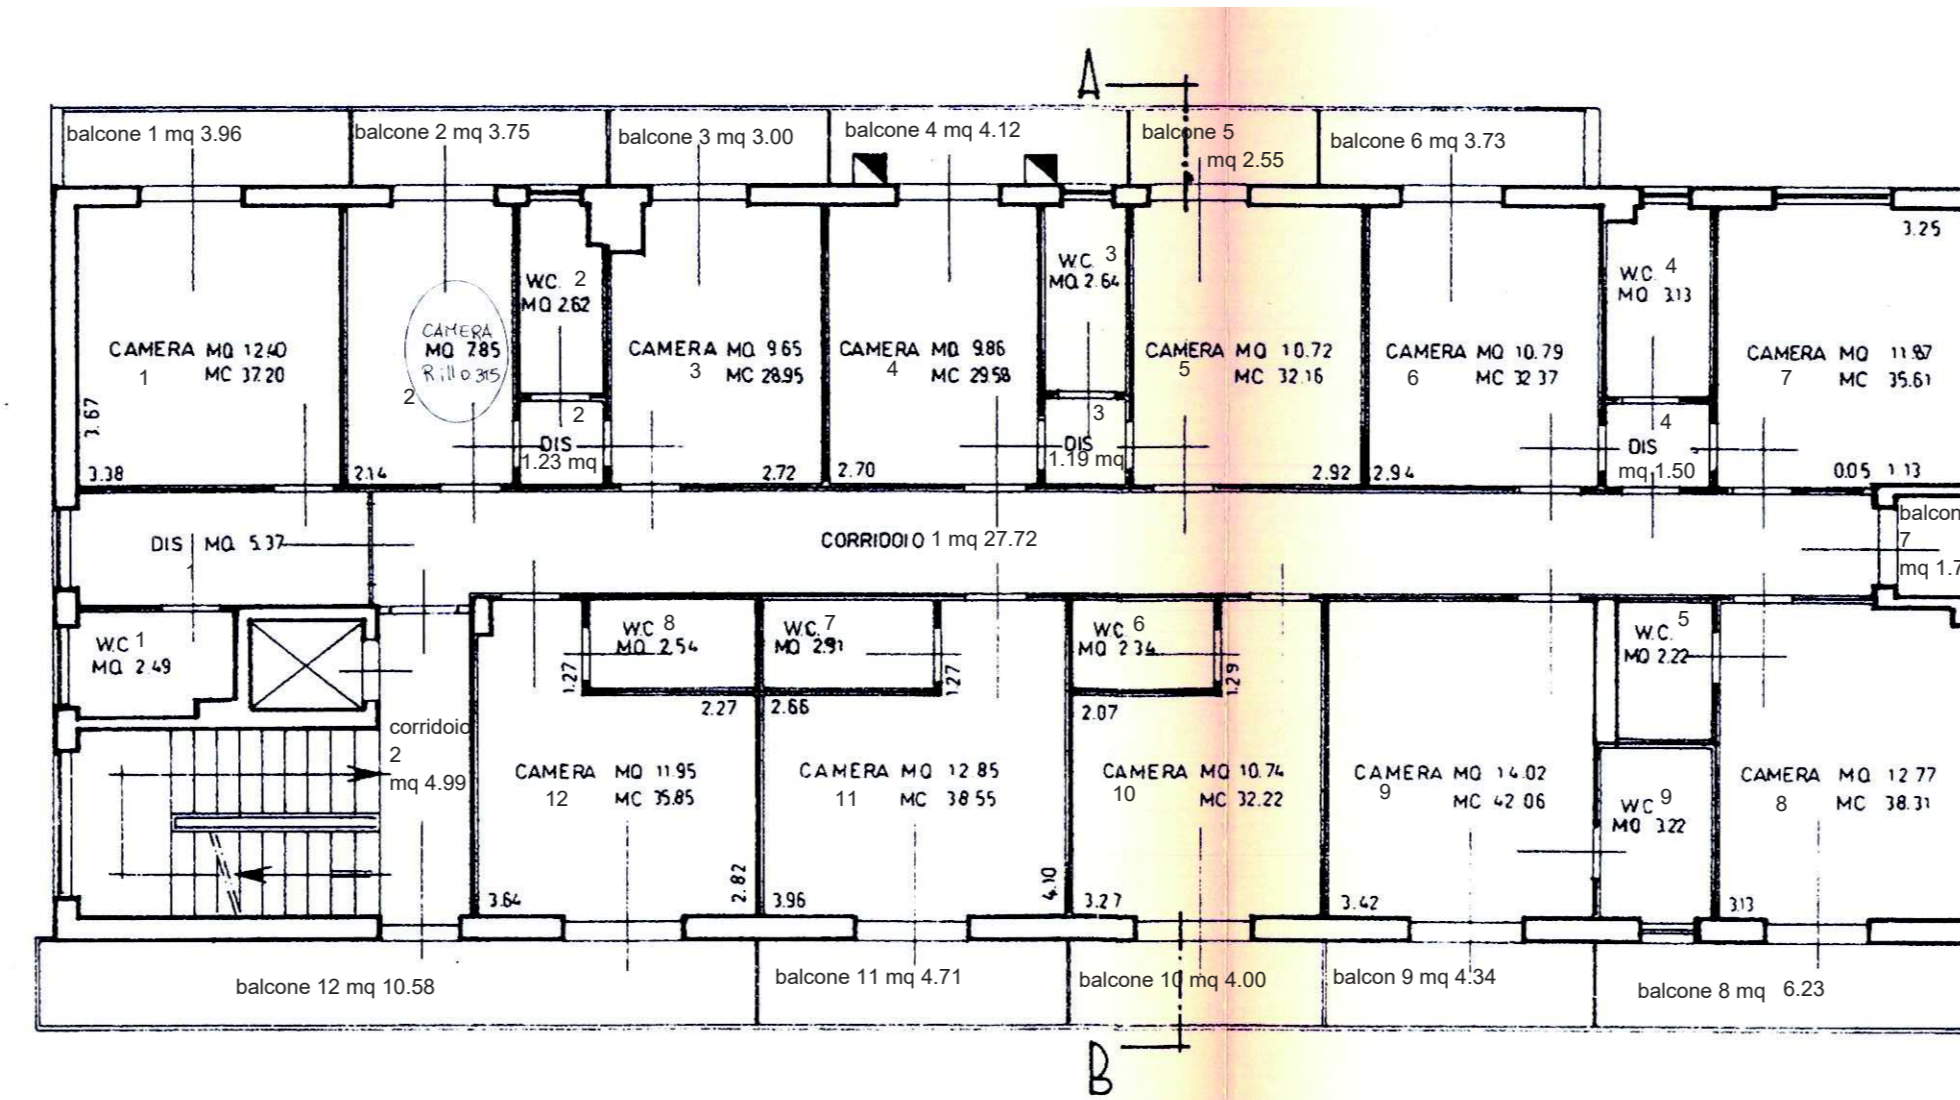 A
balcone 1 mq 3.96
balcone 2 mq 3.75
balcone 3 mq 3.00
balcone 4 mq 4.12
balcone 5
mq 2.55
balcone 6 mq 3.73
3.25
W.C. 2
MQ 2.62
W.C. 3
MQ 2.64
W.C. 4
MQ 3.13
CAMERA MQ 12.40
1 MC 37.20
CAMERA
MQ 7.85
2
CAMERA MQ 9.65
3 MC 28.95
CAMERA MQ 9.86
4 MC 29.58
CAMERA MQ 10.72
5 MC 32.16
CAMERA MQ 10.79
6 MC 32.37
CAMERA MQ 11.87
7 MC 35.61
3.67
2
DIS
1.23 mq
3
DIS
1.19 mq
4
DIS
mq 1.50
3.38
2.14
2.72
2.70
2.92
2.94
0.05 1.13
DIS MQ 5.37
1
CORRIDOIO 1 mq 27.72
balcon
7
mq 1.7
W.C 1
MQ 2.49
W.C 8
MQ 2.54
W.C. 7
MQ 2.91
W.C 6
MQ 2.34
W.C. 5
MQ 2.22
1.27
1.27
1.29
2.27
2.66
2.07
corridoio
2
mq 4.99
CAMERA MQ 11.95
12 MC 35.85
CAMERA MQ 12.85
11 MC 38.55
CAMERA MQ 10.74
10 MC 32.22
CAMERA MQ 14.02
9 MC 42.06
WC 9
MQ 3.22
CAMERA MQ 12.77
8 MC 38.31
3.64
2.82
3.96
4.10
3.27
3.42
3.13
balcone 12 mq 10.58
balcone 11 mq 4.71
balcone 10 mq 4.00
balcon 9 mq 4.34
balcone 8 mq 6.23
B